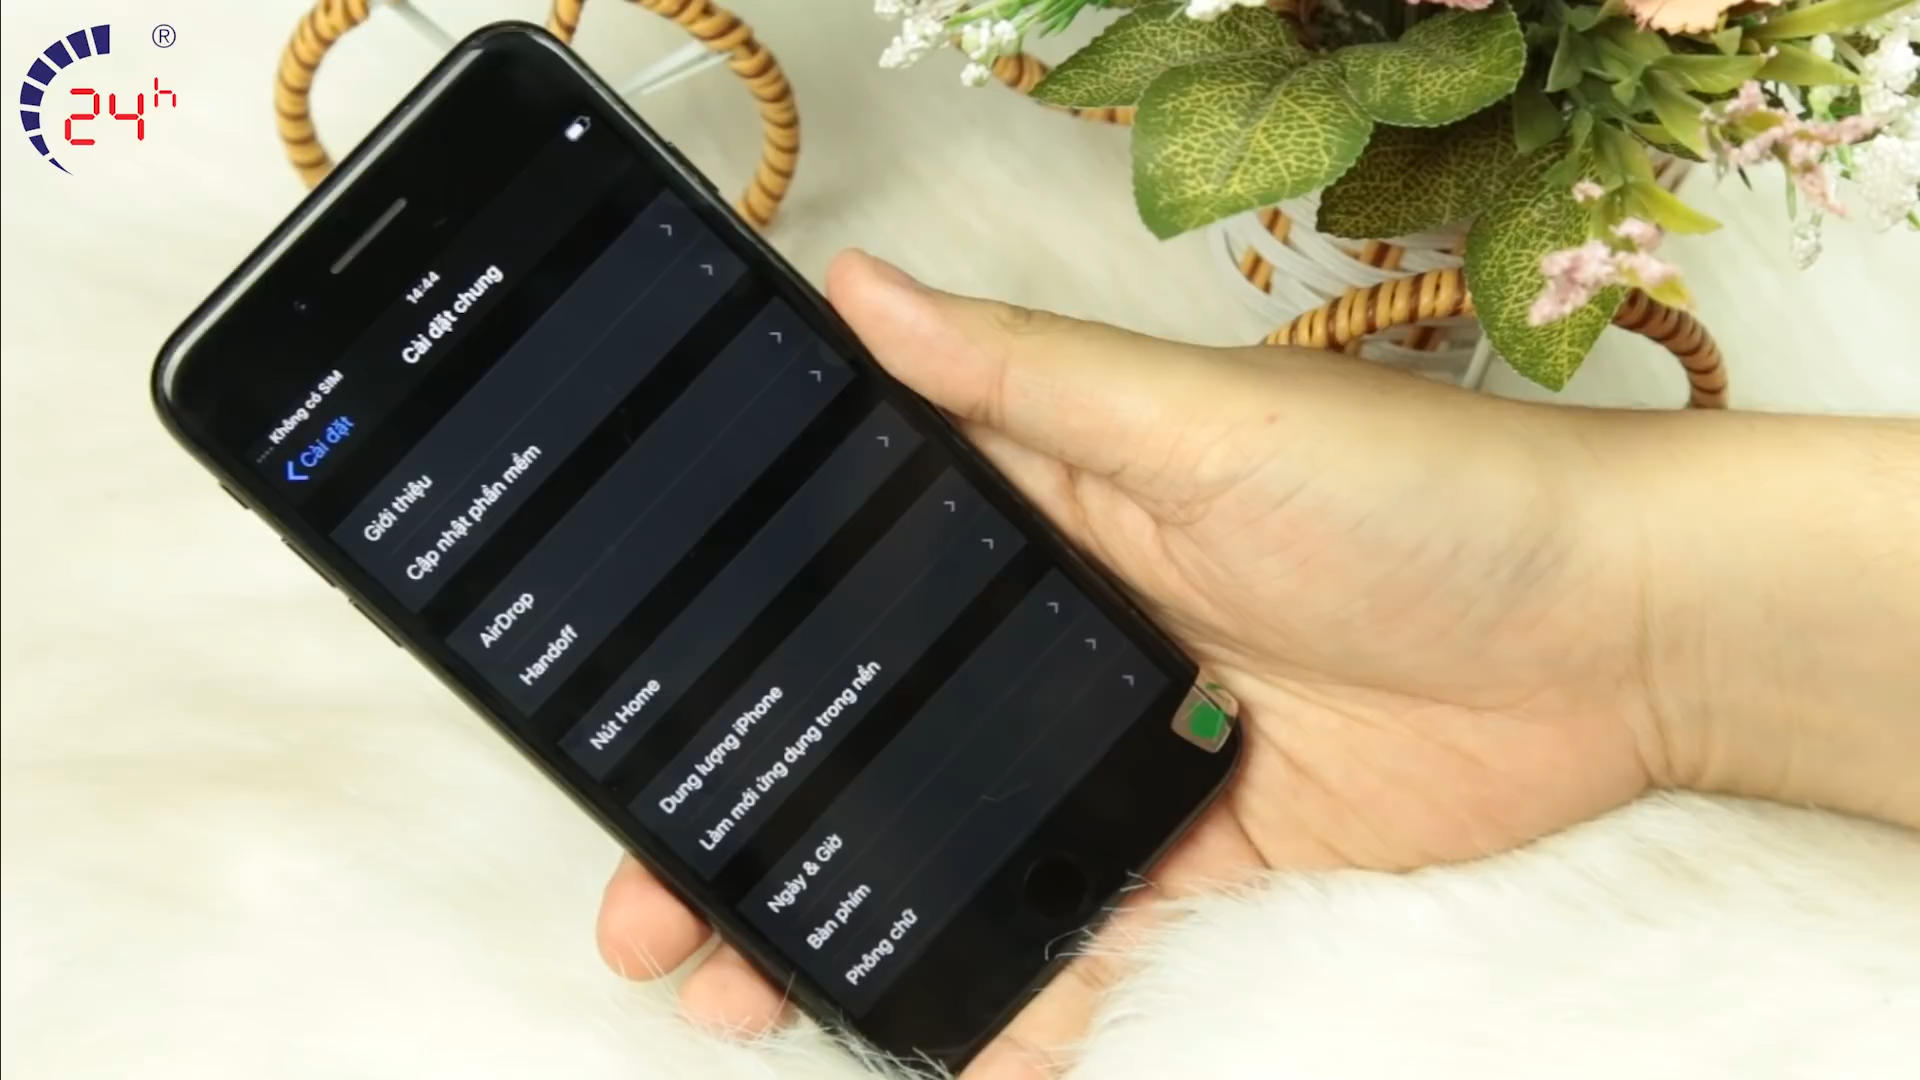 24h
®
14:44
Không có SIM
Cài đặt
Cài đặt chung
Giới thiệu
Cập nhật phần mềm
AirDrop
Handoff
Nút Home
Dung lượng iPhone
Làm mới ứng dụng trong nền
Ngày & Giờ
Bàn phím
Phông chữ